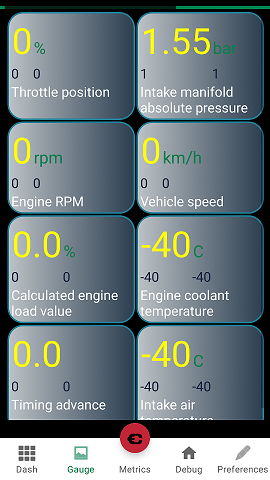 0%
0 0
Throttle position
1.55bar
1 1
Intake manifold
absolute pressure
0rpm
0 0
Engine RPM
0km/h
0 0
Vehicle speed
0.0%
0 0
Calculated engine
load value
-40C
-40 -40
Engine coolant
temperature
0.0
0 0
Timing advance
-40C
-40 -40
Intake air
temperature
Dash
Gauge
Metrics
Debug
Preferences